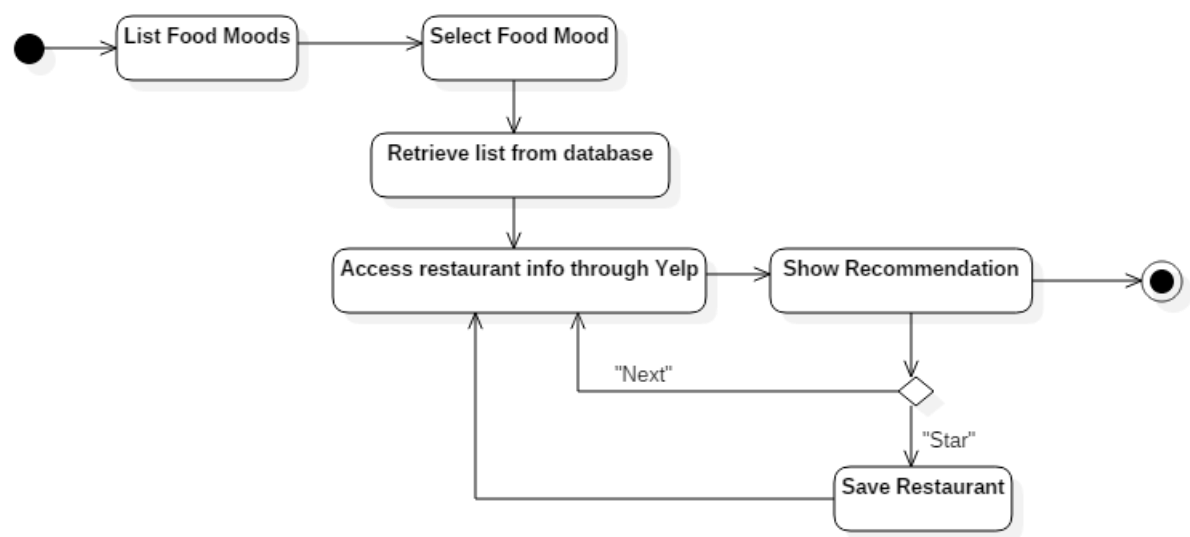 List Food Moods
Select Food Mood
Retrieve list from database
Access restaurant info through Yelp
Show Recommendation
"Next"
"Star"
Save Restaurant